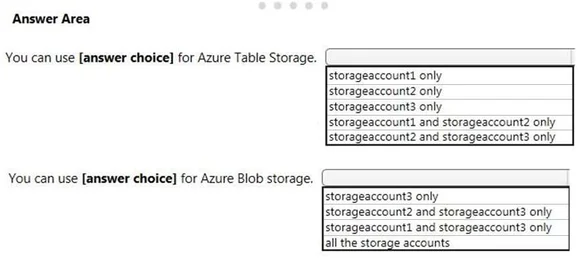 Answer Area
You can use [answer choice] for Azure Table Storage.
storageaccount1 only
storageaccount2 only
storageaccount3 only
storageaccount1 and storageaccount2 only
storageaccount2 and storageaccount3 only
You can use [answer choice] for Azure Blob storage.
storageaccount3 only
storageaccount2 and storageaccount3 only
storageaccount1 and storageaccount3 only
all the storage accounts